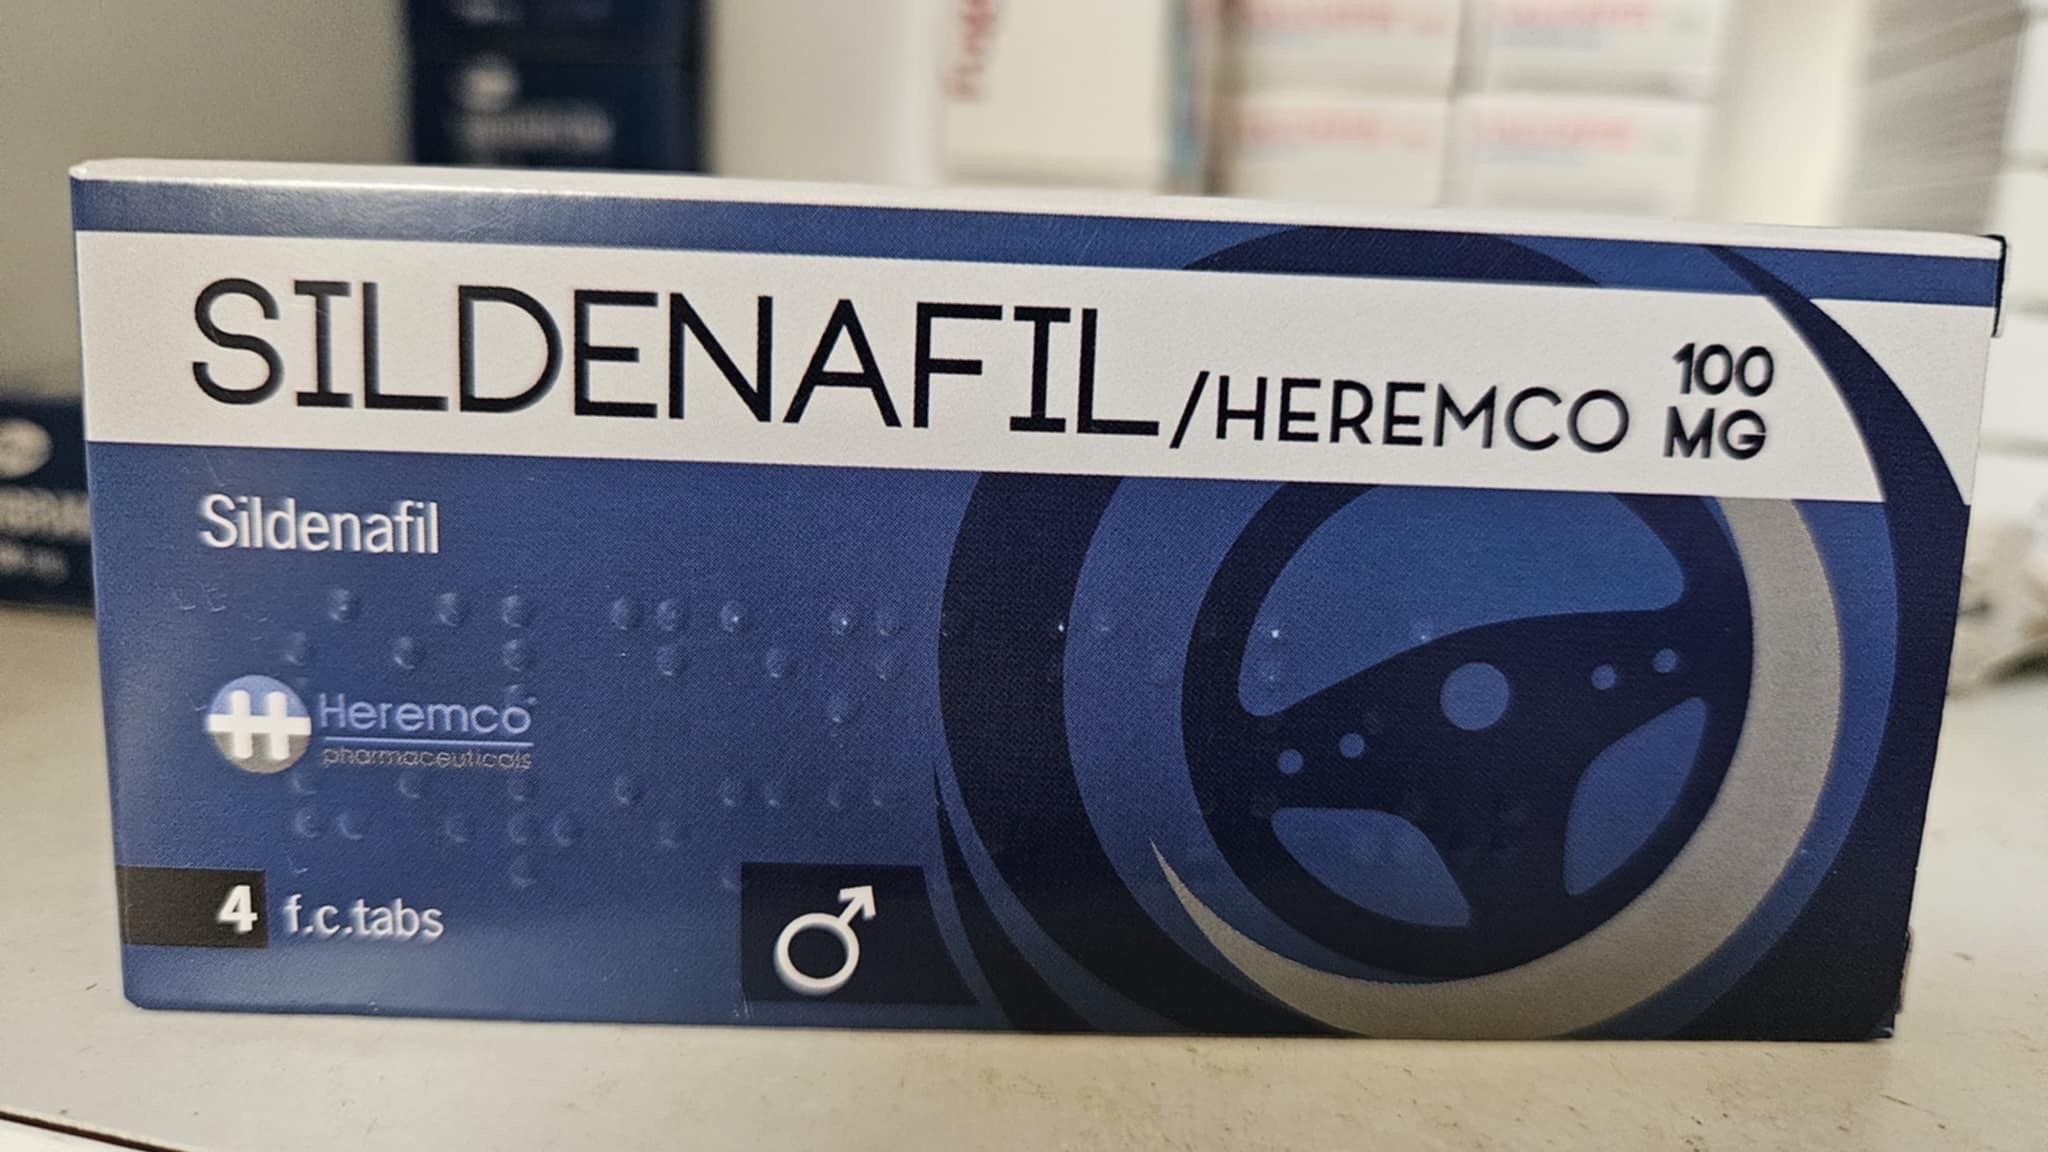 SILDENAFIL/HEREMCO 100 MG
Sildenafil
Heremco
pharmaceuticals
4 f.c.tabs